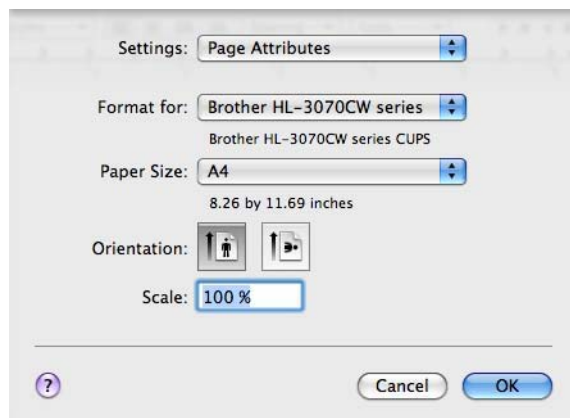 Settings: Page Attributes
Format for: Brother HL-3070CW series
Brother HL-3070CW series CUPS
Paper Size: A4
8.26 by 11.69 inches
Orientation:
Scale: 100 %
? Cancel OK